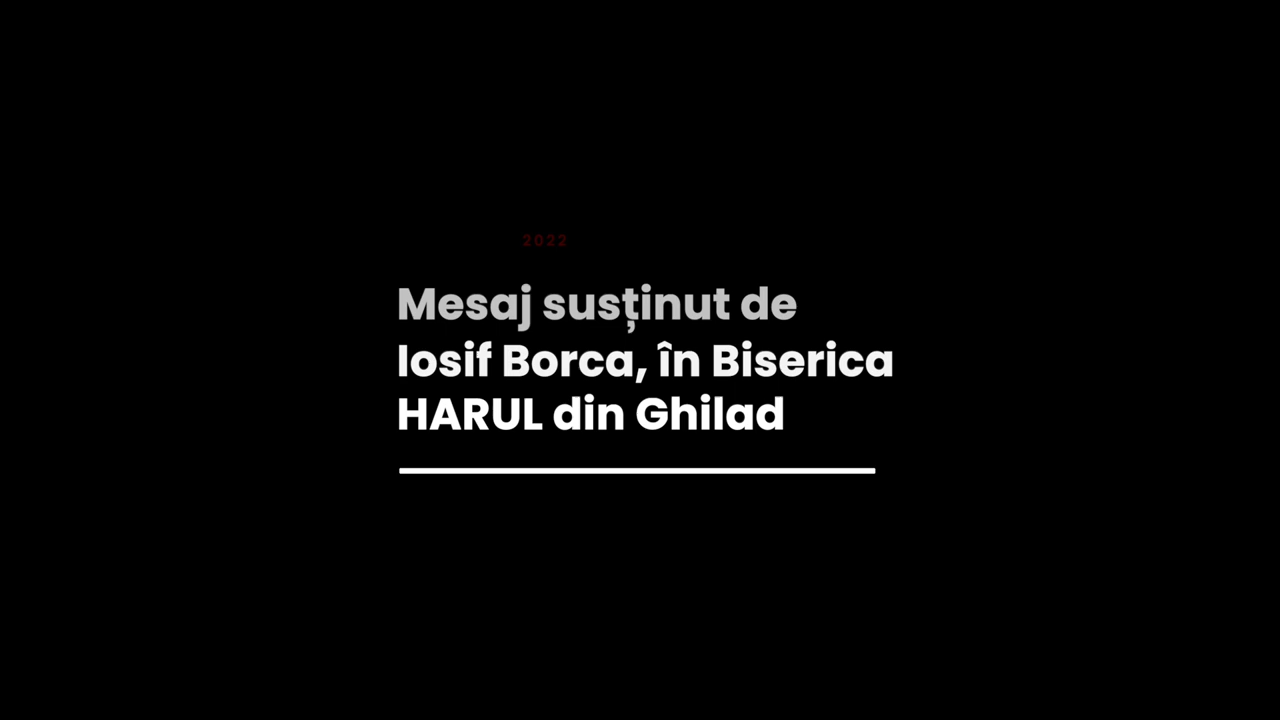 2022
Mesaj susținut de
Iosif Borca, în Biserica
HARUL din Ghilad